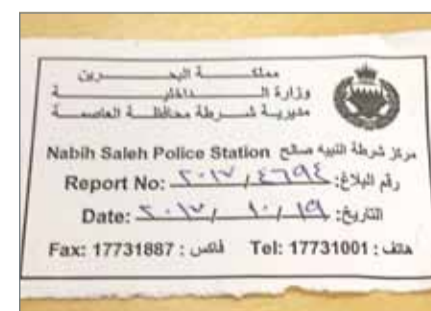 مملكة البحرين
وزارة الداخلية
مديرية شرطة محافظة العاصمة
Nabih Saleh Police Station مركز شرطة النبيه صالح
Report No: ٢٠١٧/٤٦٩٤ رقم البلاغ:
Date: ٢٠١٧/١٠/١٩ التاريخ:
Fax: 17731887 : فاكس Tel: 17731001 : هاتف